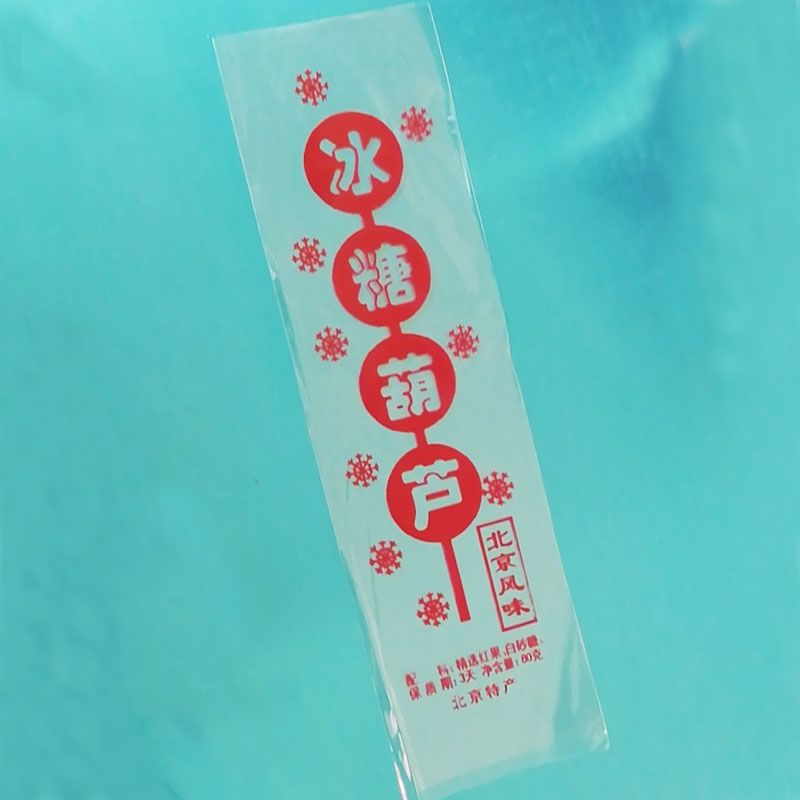 冰糖葫芦
北京风味
配 料:精选红果、白砂糖。
保质期:3天 净含量:80克
北京特产